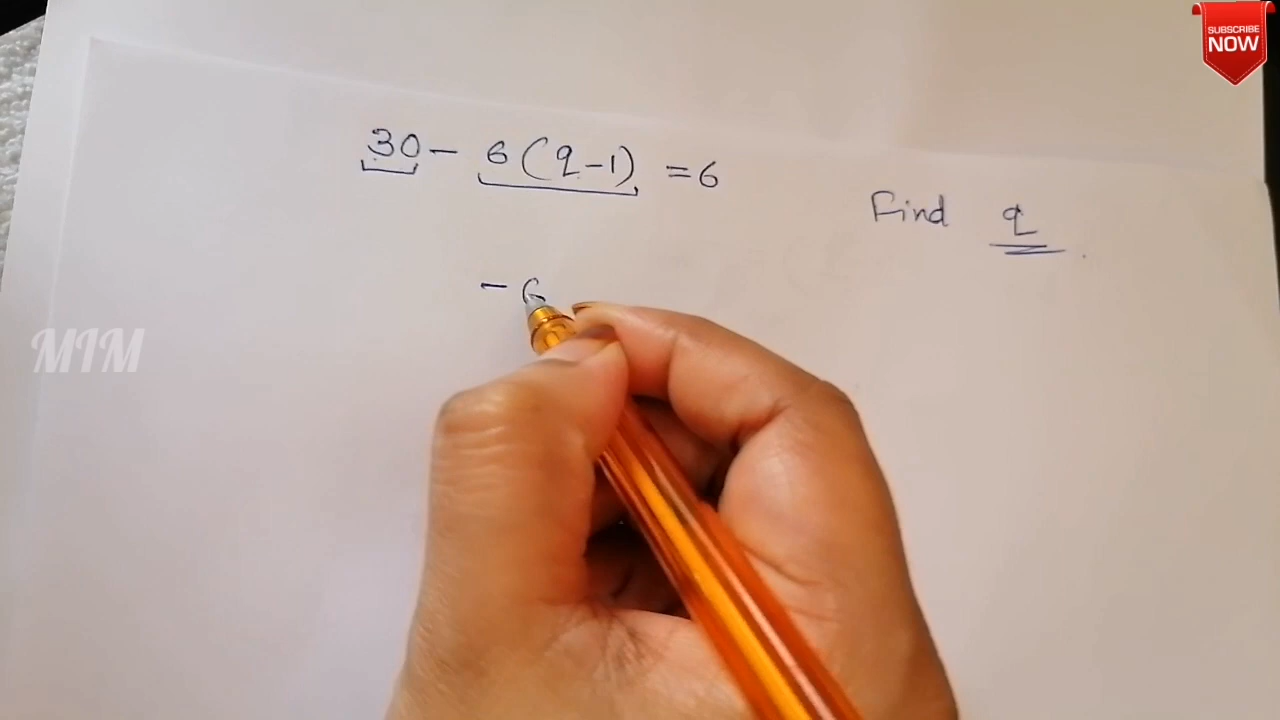 SUBSCRIBE
NOW
30 - 6 (q-1) = 6
Find q.
- 6
MIM